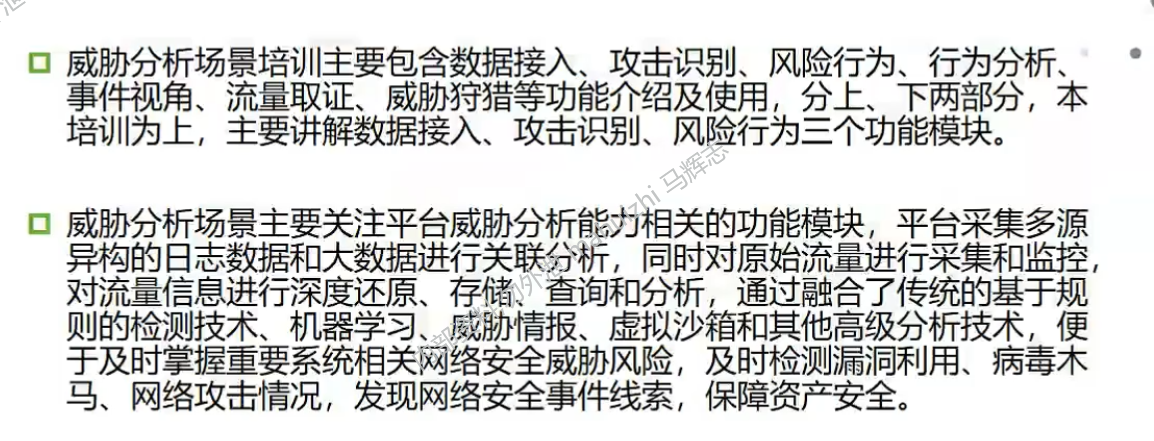 威胁分析场景培训主要包含数据接入、攻击识别、风险行为、行为分析、
事件视角、流量取证、威胁狩猎等功能介绍及使用，分上、下两部分，本
培训为上，主要讲解数据接入、攻击识别、风险行为三个功能模块。
威胁分析场景主要关注平台威胁分析能力相关的功能模块，平台采集多源
异构的日志数据和大数据进行关联分析，同时对原始流量进行采集和监控，
对流量信息进行深度还原、存储、查询和分析，通过融合了传统的基于规
则的检测技术、机器学习、威胁情报、虚拟沙箱和其他高级分析技术，便
于及时掌握重要系统相关网络安全威胁风险，及时检测漏洞利用、病毒木
马、网络攻击情况，发现网络安全事件线索，保障资产安全。
马辉志